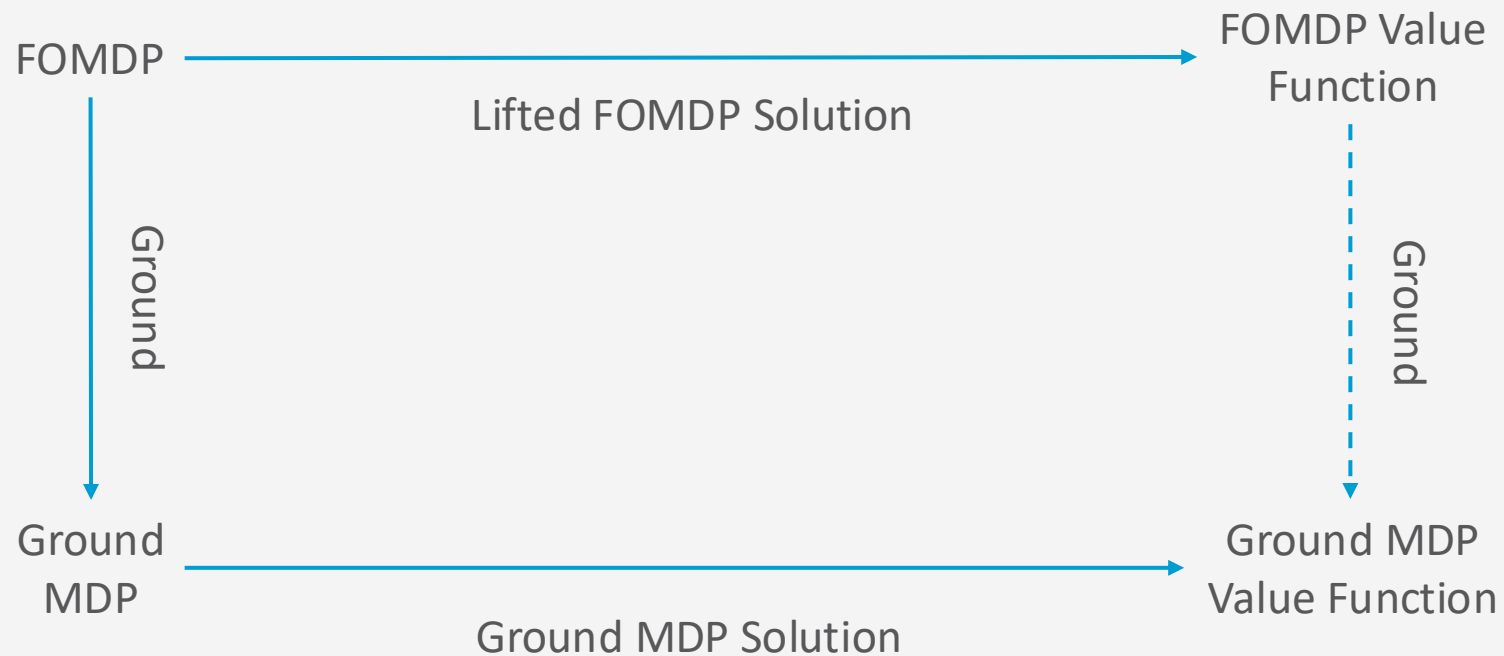 FOMDP
FOMDP Value
Function
Lifted FOMDP Solution
Ground
Ground
Ground
MDP
Ground MDP
Value Function
Ground MDP Solution